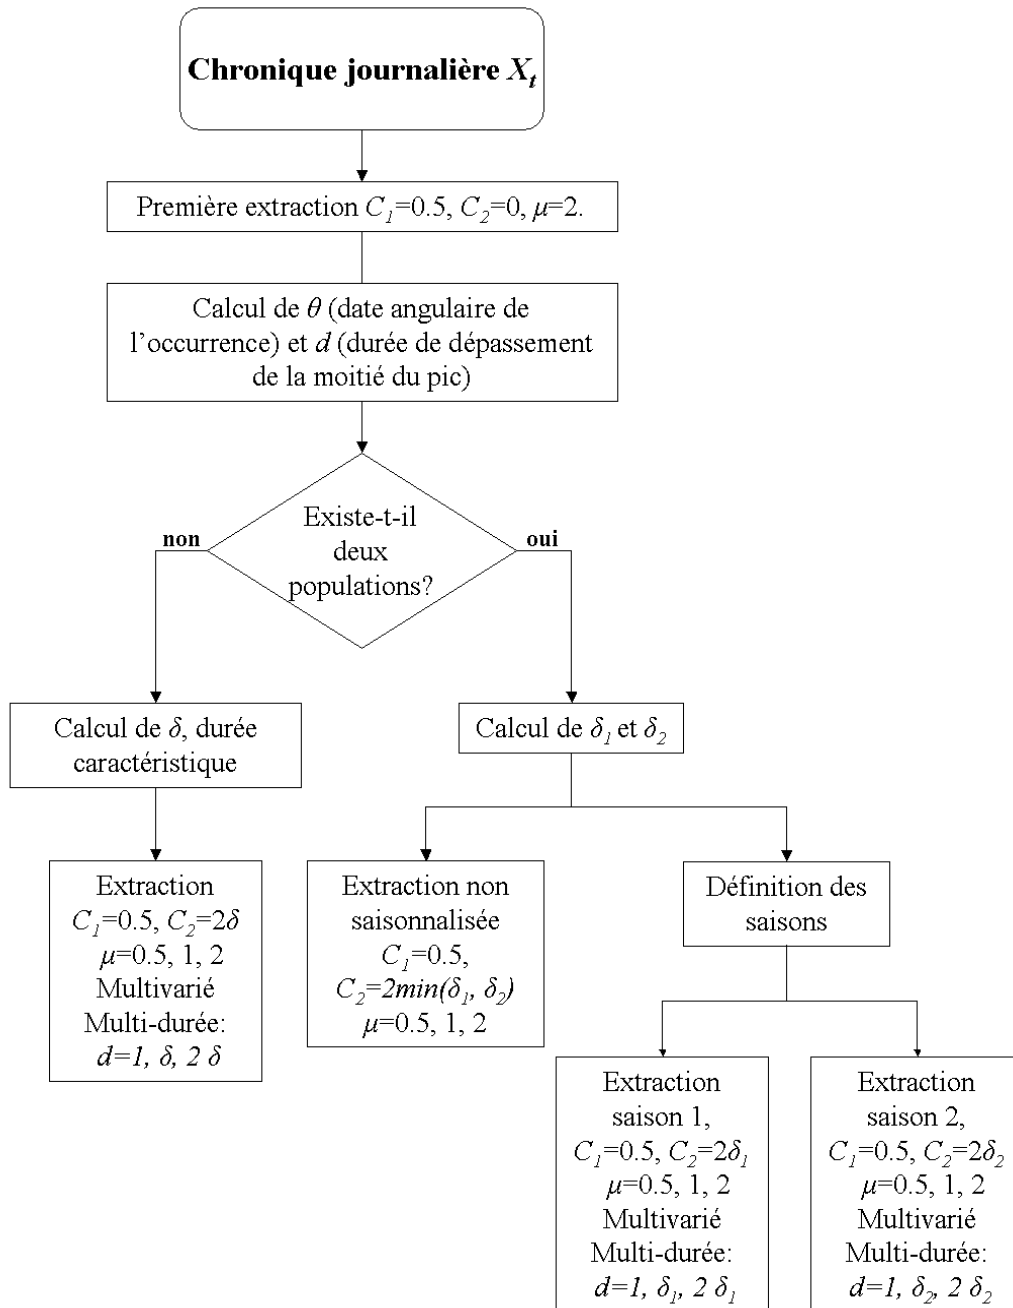 Chronique journalière X_t
Première extraction C_1=0.5, C_2=0, μ=2.
Calcul de θ (date angulaire de
l'occurrence) et d (durée de dépassement
de la moitié du pic)
Existe-t-il
deux
populations?
non
oui
Calcul de δ, durée
caractéristique
Calcul de δ_1 et δ_2
Extraction
C_1=0.5, C_2=2δ
μ=0.5, 1, 2
Multivarié
Multi-durée:
d=1, δ, 2 δ
Extraction non
saisonnalisée
C_1=0.5,
C_2=2min(δ_1, δ_2)
μ=0.5, 1, 2
Définition des
saisons
Extraction
saison 1,
C_1=0.5, C_2=2δ_1
μ=0.5, 1, 2
Multivarié
Multi-durée:
d=1, δ_1, 2 δ_1
Extraction
saison 2,
C_1=0.5, C_2=2δ_2
μ=0.5, 1, 2
Multivarié
Multi-durée:
d=1, δ_2, 2 δ_2